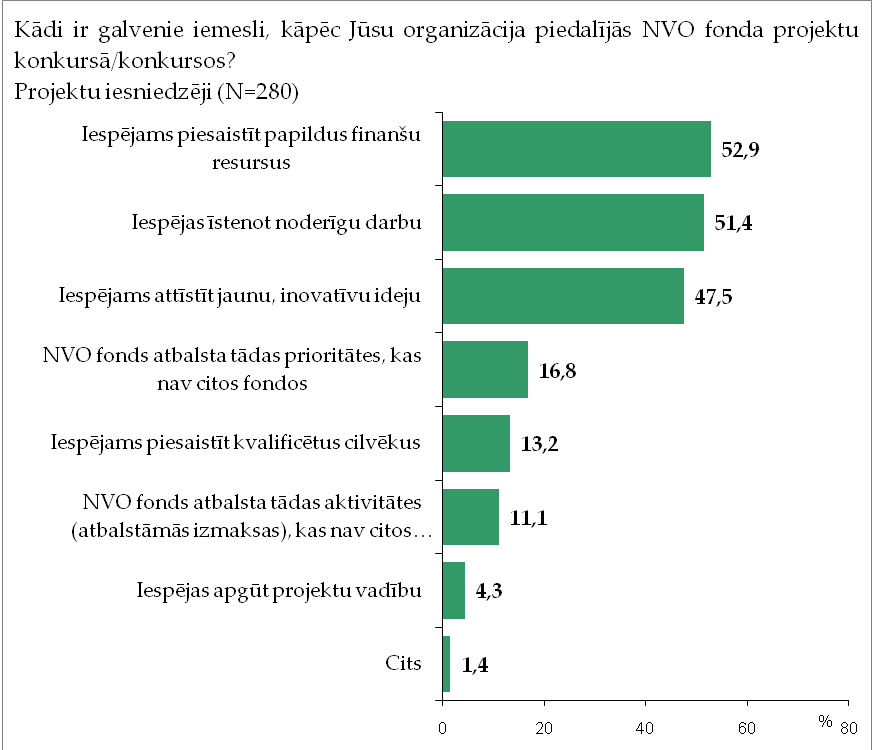 Kādi ir galvenie iemesli, kāpēc Jūsu organizācija piedalījās NVO fonda projektu
konkursā/konkursos?
Projektu iesniedzēji (N=280)
Iespējams piesaistīt papildus finanšu
resursus
52,9
Iespējas īstenot noderīgu darbu
51,4
Iespējams attīstīt jaunu, inovatīvu ideju
47,5
NVO fonds atbalsta tādas prioritātes, kas
nav citos fondos
16,8
Iespējams piesaistīt kvalificētus cilvēkus
13,2
NVO fonds atbalsta tādas aktivitātes
(atbalstāmās izmaksas), kas nav citos…
11,1
Iespējas apgūt projektu vadību
4,3
Cits
1,4
0 20 40 60 % 80